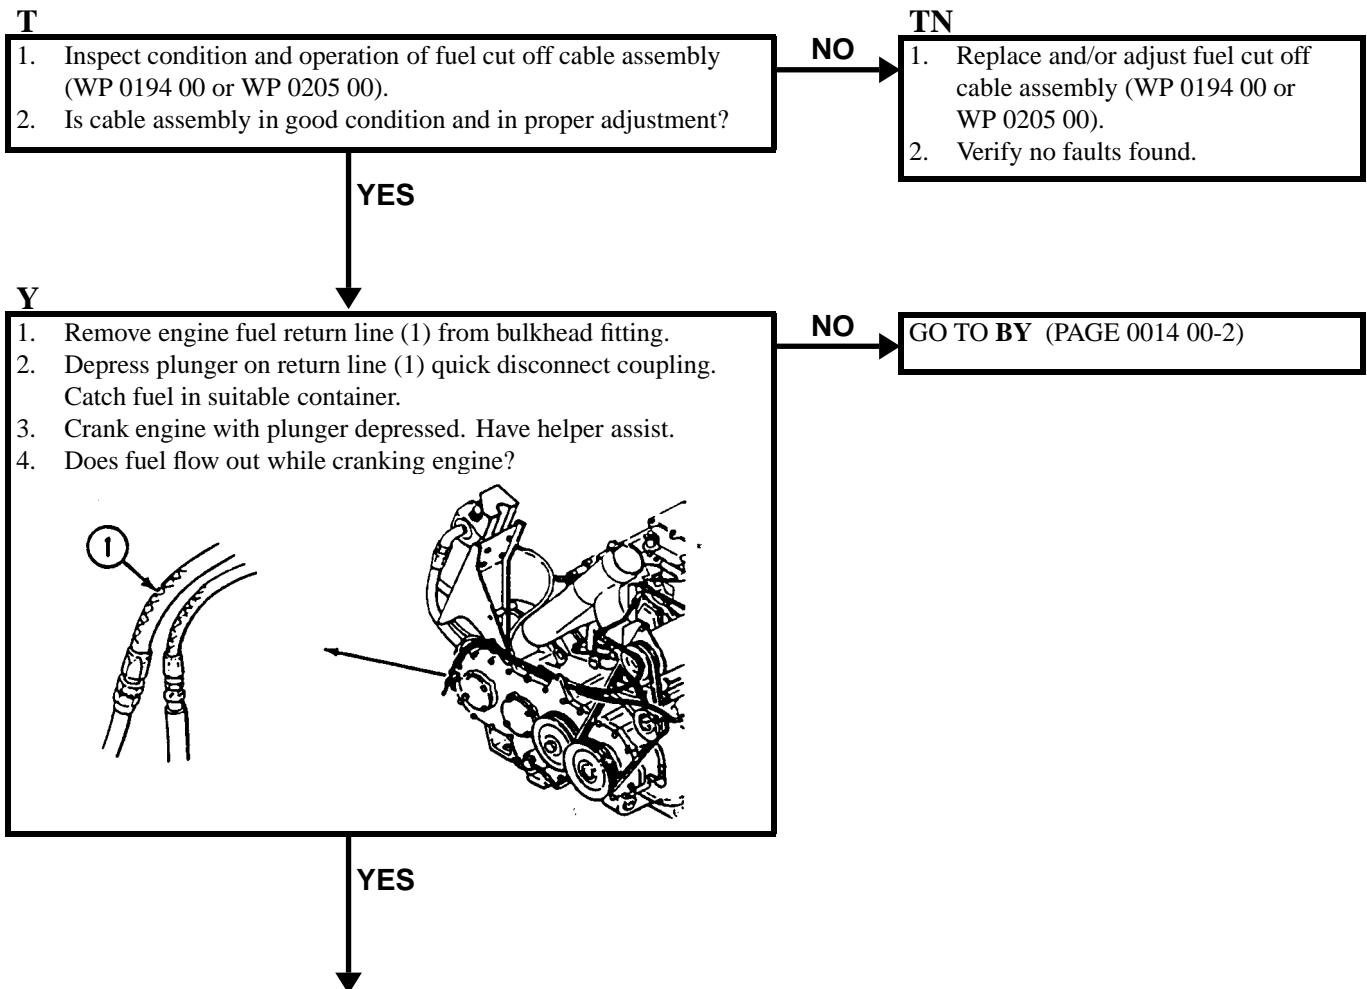 T
1. Inspect condition and operation of fuel cut off cable assembly
(WP 0194 00 or WP 0205 00).
2. Is cable assembly in good condition and in proper adjustment?
NO
TN
1. Replace and/or adjust fuel cut off
cable assembly (WP 0194 00 or
WP 0205 00).
2. Verify no faults found.
YES
Y
1. Remove engine fuel return line (1) from bulkhead fitting.
2. Depress plunger on return line (1) quick disconnect coupling.
Catch fuel in suitable container.
3. Crank engine with plunger depressed. Have helper assist.
4. Does fuel flow out while cranking engine?
NO
GO TO BY (PAGE 0014 00-2)
1
YES